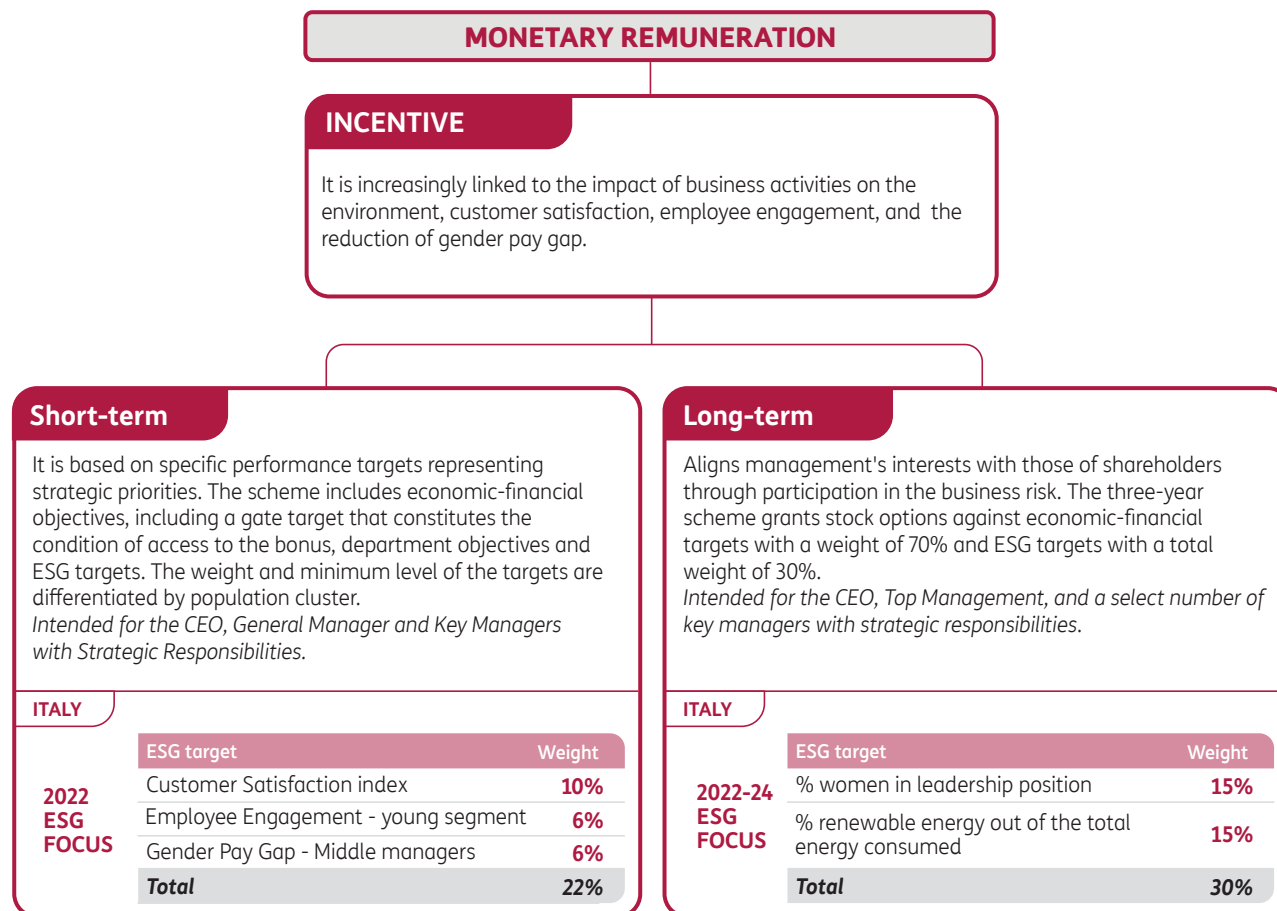 MONETARY REMUNERATION
INCENTIVE
It is increasingly linked to the impact of business activities on the
environment, customer satisfaction, employee engagement, and the
reduction of gender pay gap.
Short-term
It is based on specific performance targets representing
strategic priorities. The scheme includes economic-financial
objectives, including a gate target that constitutes the
condition of access to the bonus, department objectives and
ESG targets. The weight and minimum level of the targets are
differentiated by population cluster.
Intended for the CEO, General Manager and Key Managers
with Strategic Responsibilities.
ITALY
2022
ESG
FOCUS
ESG target Weight
Customer Satisfaction index 10%
Employee Engagement - young segment 6%
Gender Pay Gap - Middle managers 6%
Total 22%
Long-term
Aligns management's interests with those of shareholders
through participation in the business risk. The three-year
scheme grants stock options against economic-financial
targets with a weight of 70% and ESG targets with a total
weight of 30%.
Intended for the CEO, Top Management, and a select number of
key managers with strategic responsibilities.
ITALY
2022-24
ESG
FOCUS
ESG target Weight
% women in leadership position 15%
% renewable energy out of the total
energy consumed 15%
Total 30%